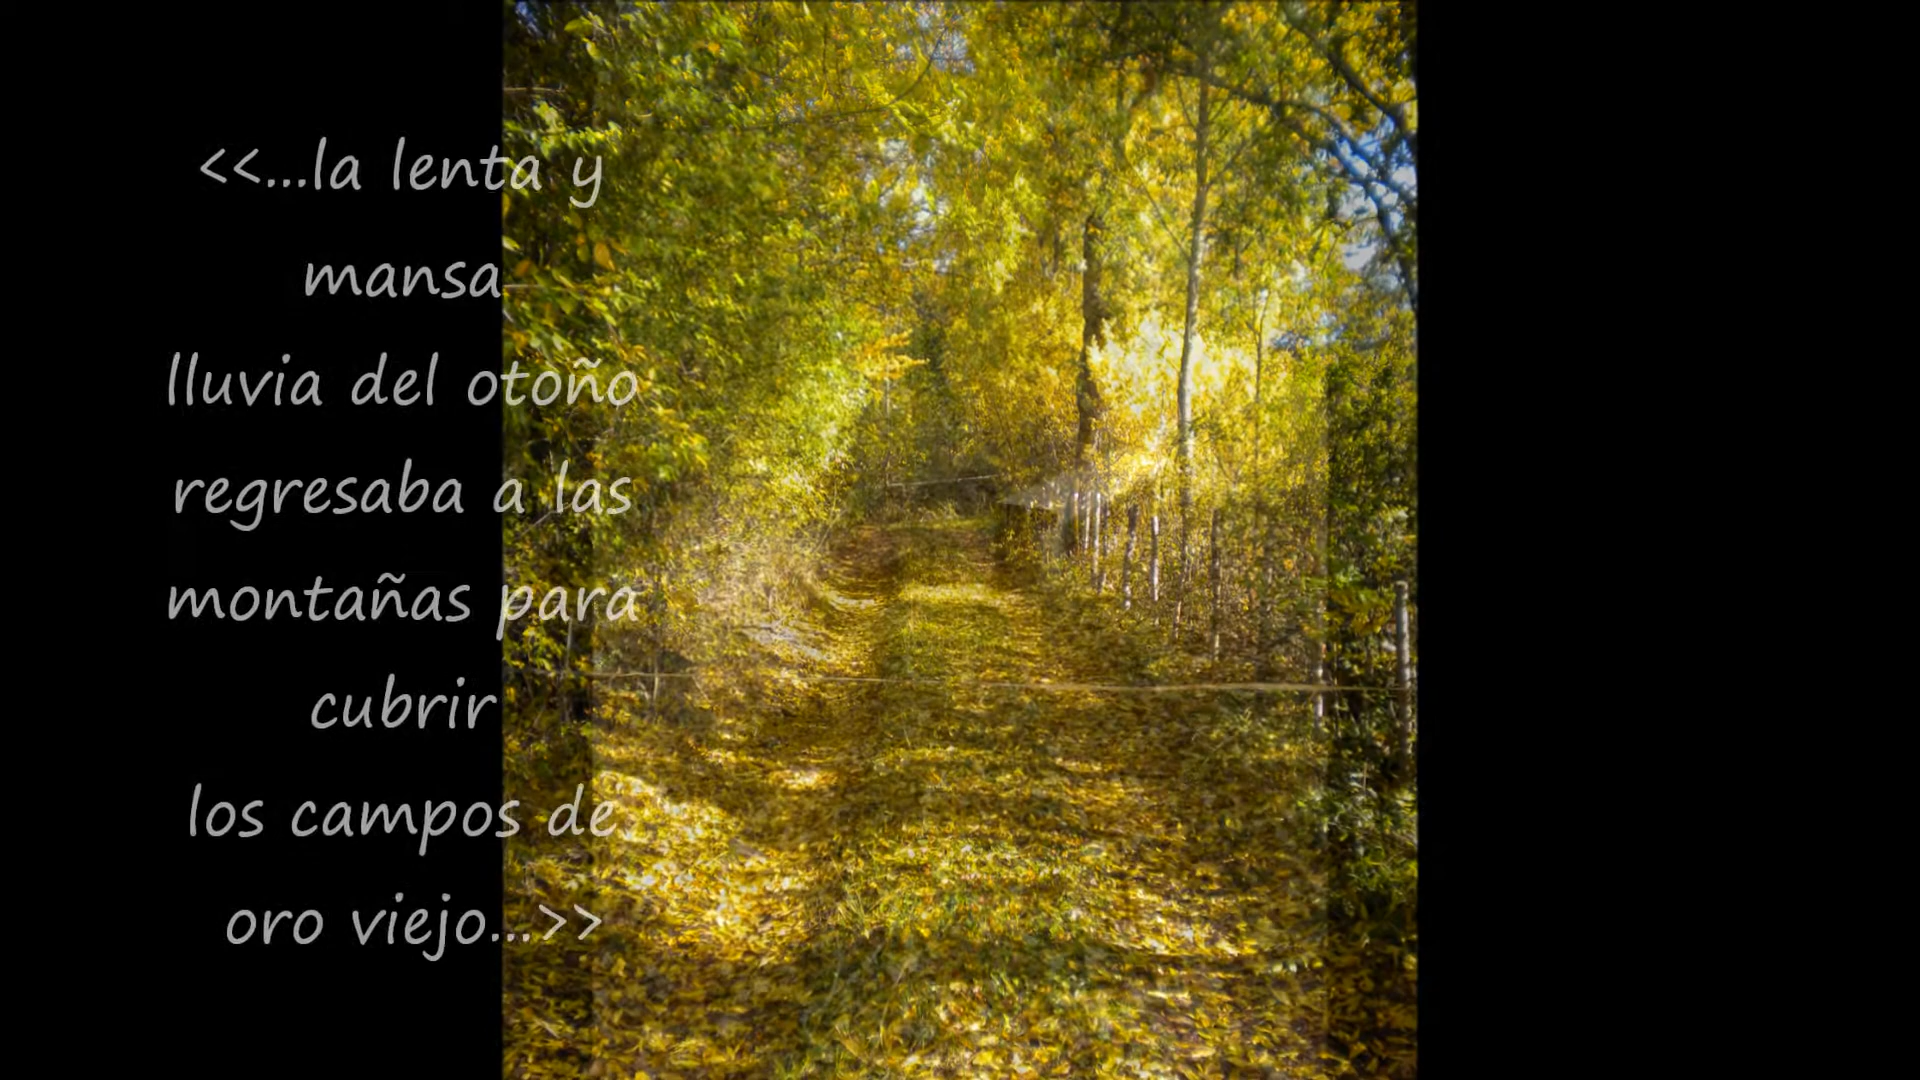 <<...la lenta y
mansa
lluvia del otoño
regresaba a las
montañas para
cubrir
los campos de
oro viejo...>>